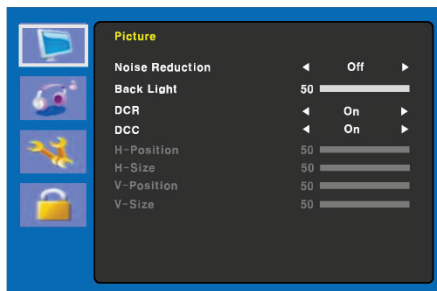 Picture
Noise Reduction Off
Back Light 50
DCR On
DCC On
H-Position 50
H-Size 50
V-Position 50
V-Size 50